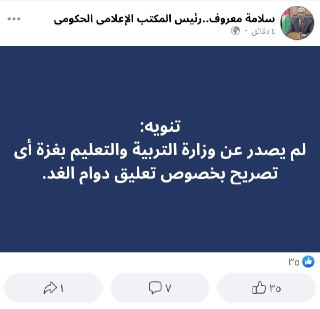 سلامة معروف..رئيس المكتب الإعلامي الحكومي
٤ دقائق
تنويه:
لم يصدر عن وزارة التربية والتعليم بغزة أى
تصريح بخصوص تعليق دوام الغد.
٣٥
٣٥ ٧ ١